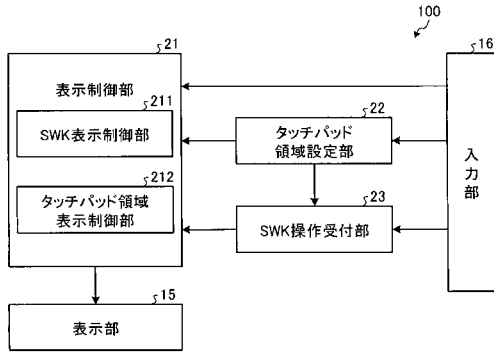 100
21
16
表示制御部
211
SWK表示制御部
22
タッチパッド
領域設定部
入力部
212
タッチパッド領域
表示制御部
23
SWK操作受付部
15
表示部